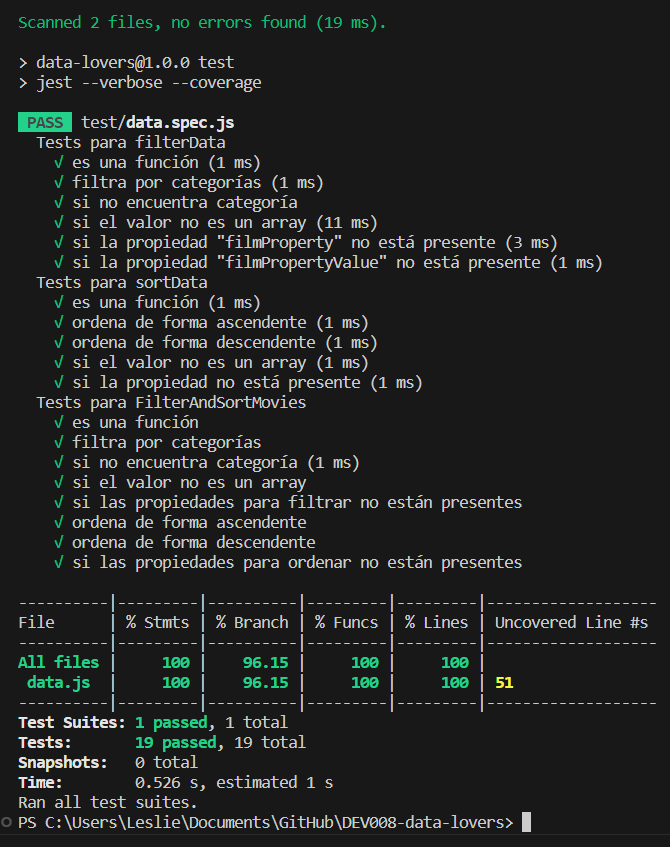 Scanned 2 files, no errors found (19 ms).
> data-lovers@1.0.0 test
> jest --verbose --coverage
PASS test/data.spec.js
Tests para filterData
√ es una función (1 ms)
√ filtra por categorías (1 ms)
√ si no encuentra categoría
√ si el valor no es un array (11 ms)
√ si la propiedad "filmProperty" no está presente (3 ms)
√ si la propiedad "filmPropertyValue" no está presente (1 ms)
Tests para sortData
√ es una función (1 ms)
√ ordena de forma ascendente (1 ms)
√ ordena de forma descendente (1 ms)
√ si el valor no es un array (1 ms)
√ si la propiedad no está presente (1 ms)
Tests para FilterAndSortMovies
√ es una función
√ filtra por categorías
√ si no encuentra categoría (1 ms)
√ si el valor no es un array
√ si las propiedades para filtrar no están presentes
√ ordena de forma ascendente
√ ordena de forma descendente
√ si las propiedades para ordenar no están presentes
----------|---------|----------|---------|---------|-------------------
File      | % Stmts | % Branch | % Funcs | % Lines | Uncovered Line #s
----------|---------|----------|---------|---------|-------------------
All files |     100 |    96.15 |     100 |     100 |
 data.js  |     100 |    96.15 |     100 |     100 | 51
----------|---------|----------|---------|---------|-------------------
Test Suites: 1 passed, 1 total
Tests:       19 passed, 19 total
Snapshots:   0 total
Time:        0.526 s, estimated 1 s
Ran all test suites.
PS C:\Users\Leslie\Documents\GitHub\DEV008-data-lovers>